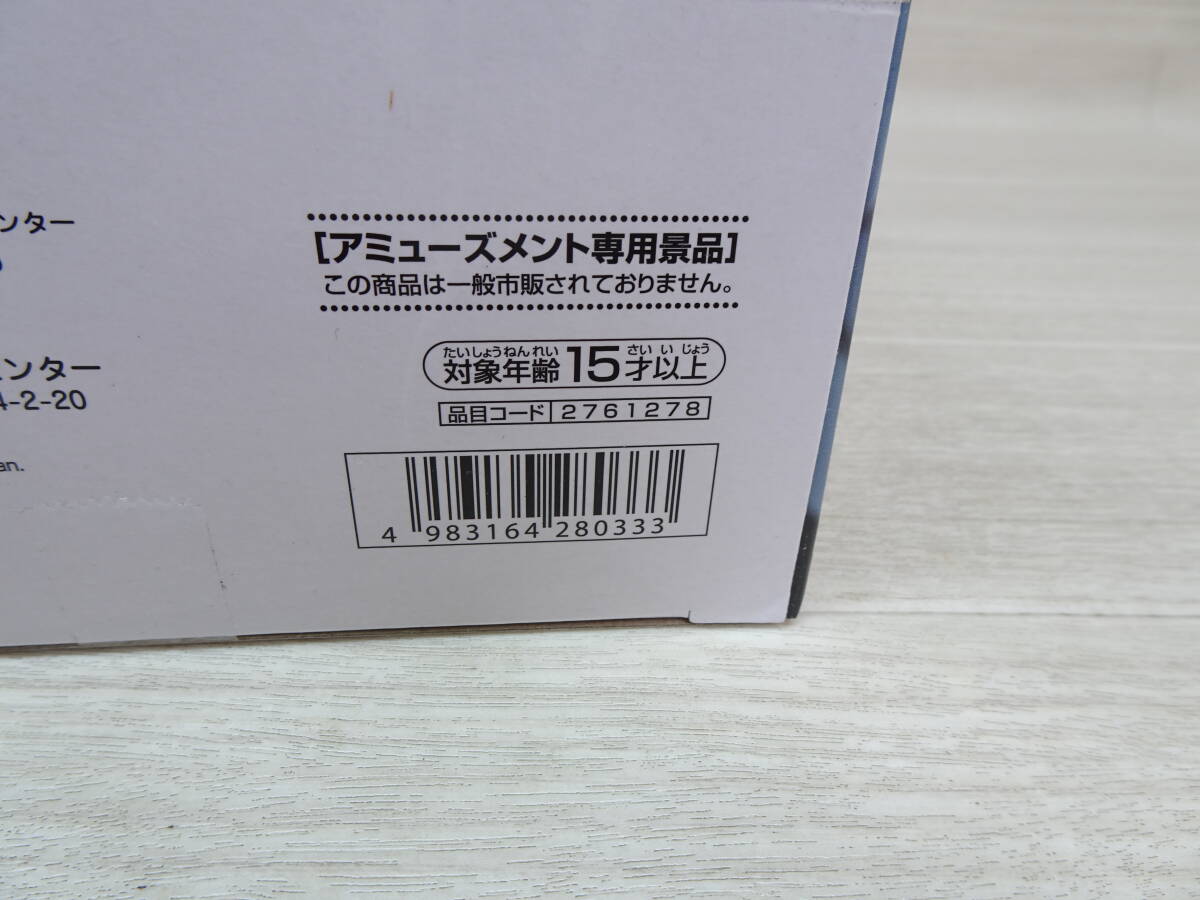 ンター
ンター
4-2-20
an.
[アミューズメント専用景品]
この商品は一般市販されておりません。
たいしょうねんれい さい い じょう
対象年齢 15才以上
品目コード 2761278
4 983164 280333